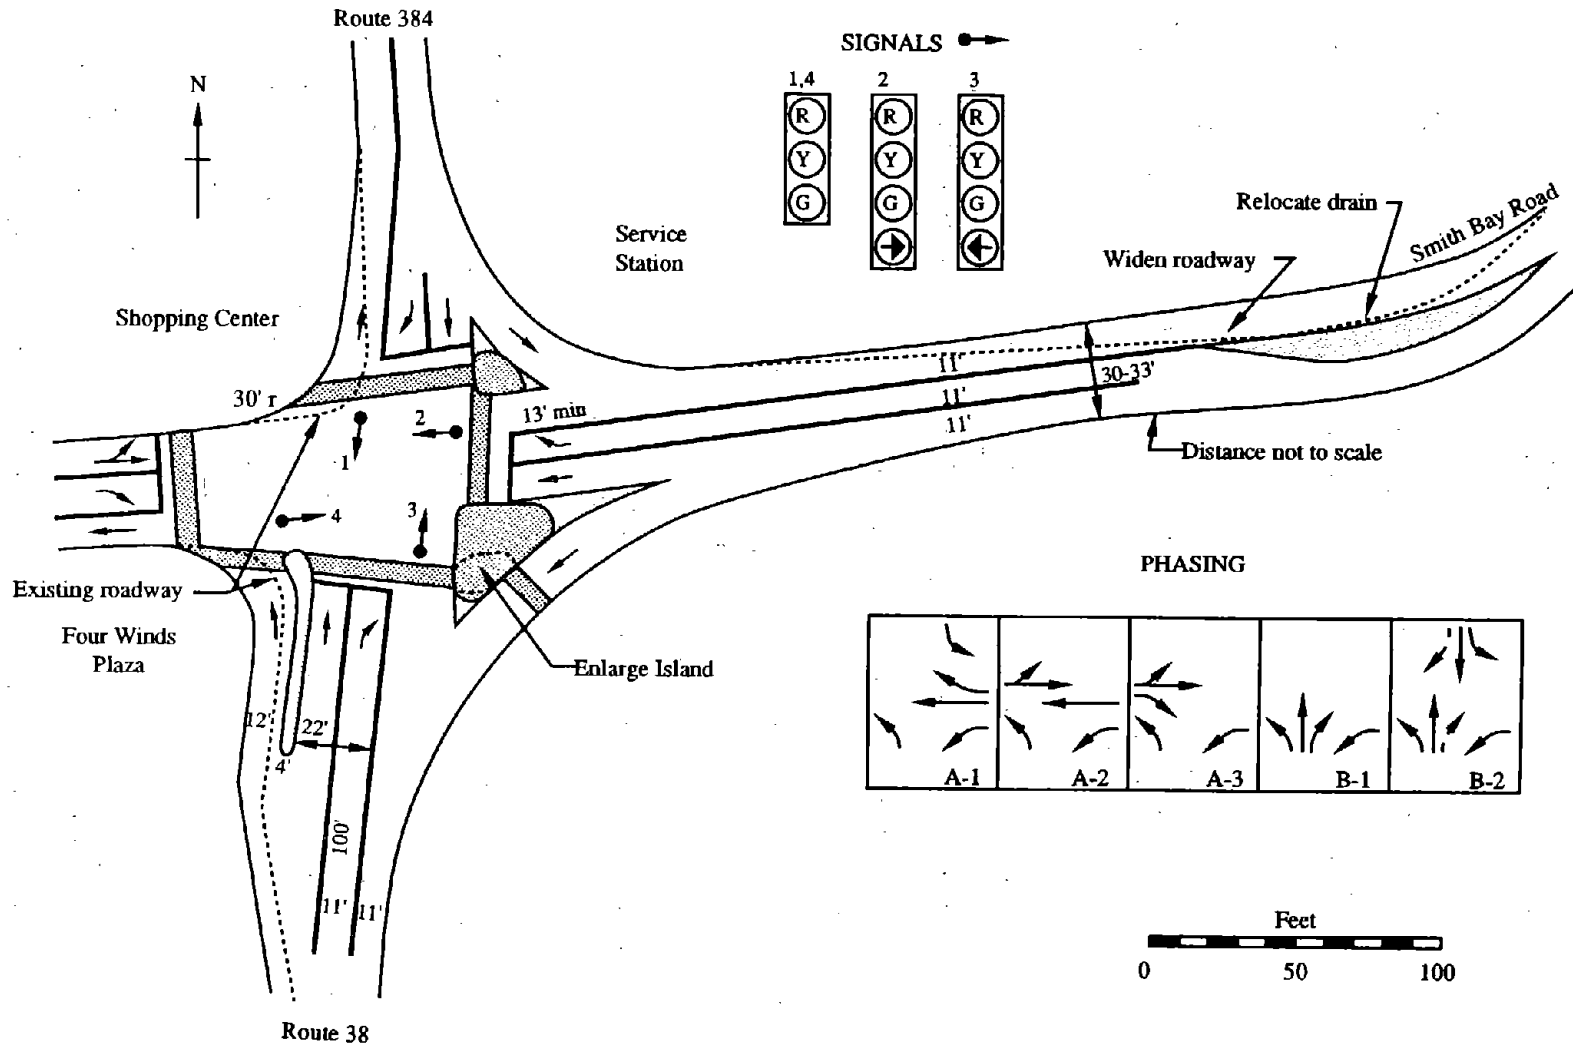 Route 384
SIGNALS
N
1,4
2
3
R
R
R
Y
Y
Y
G
G
G
Relocate drain
Smith Bay Road
Service
Station
Widen roadway
Shopping Center
11'
30-33'
30' r
13' min
11'
2
11'
1
Distance not to scale
4
3
PHASING
Existing roadway
Four Winds
Plaza
Enlarge Island
12'
22'
4'
A-1
A-2
A-3
B-1
B-2
100'
11'
11'
Feet
0
50
100
Route 38